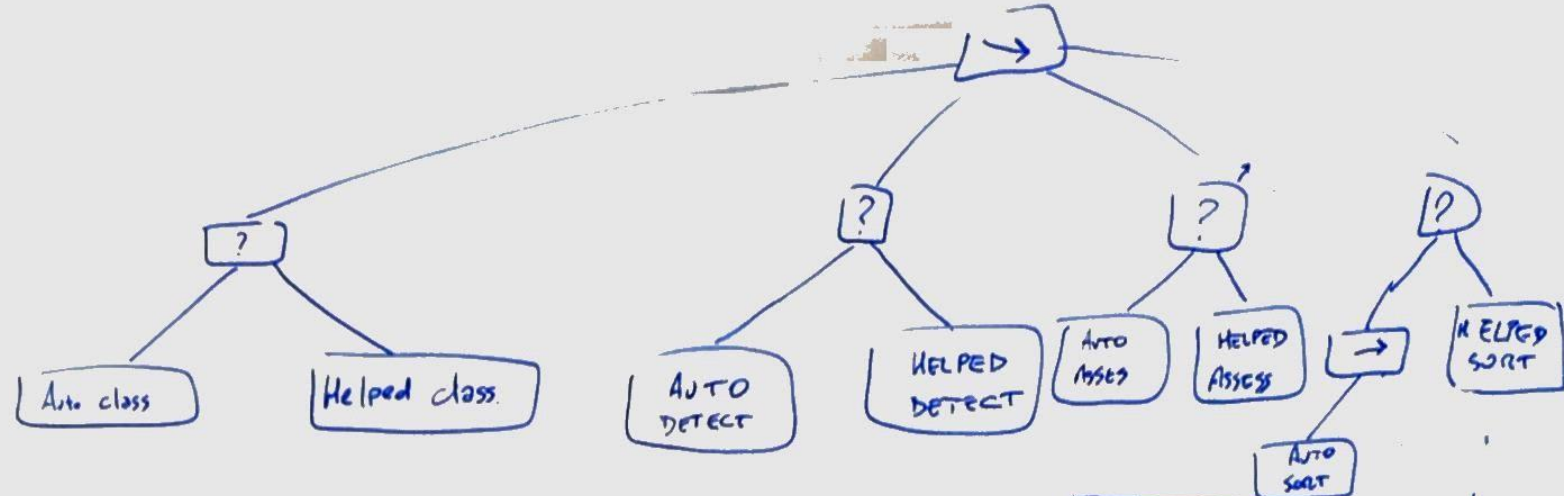 →
?
?
?
?
Auto class
Helped class.
AUTO
DETECT
HELPED
DETECT
AUTO
ASSES
HELPED
ASSESS
→
HELPED
SORT
AUTO
SORT